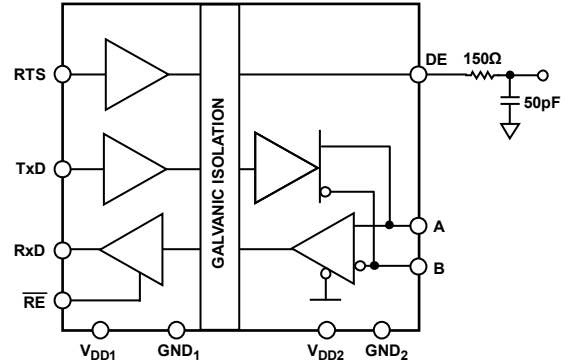 RTS
DE
150Ω
50pF
TxD
GALVANIC ISOLATION
A
RxD
B
RE
VDD1
GND1
VDD2
GND2